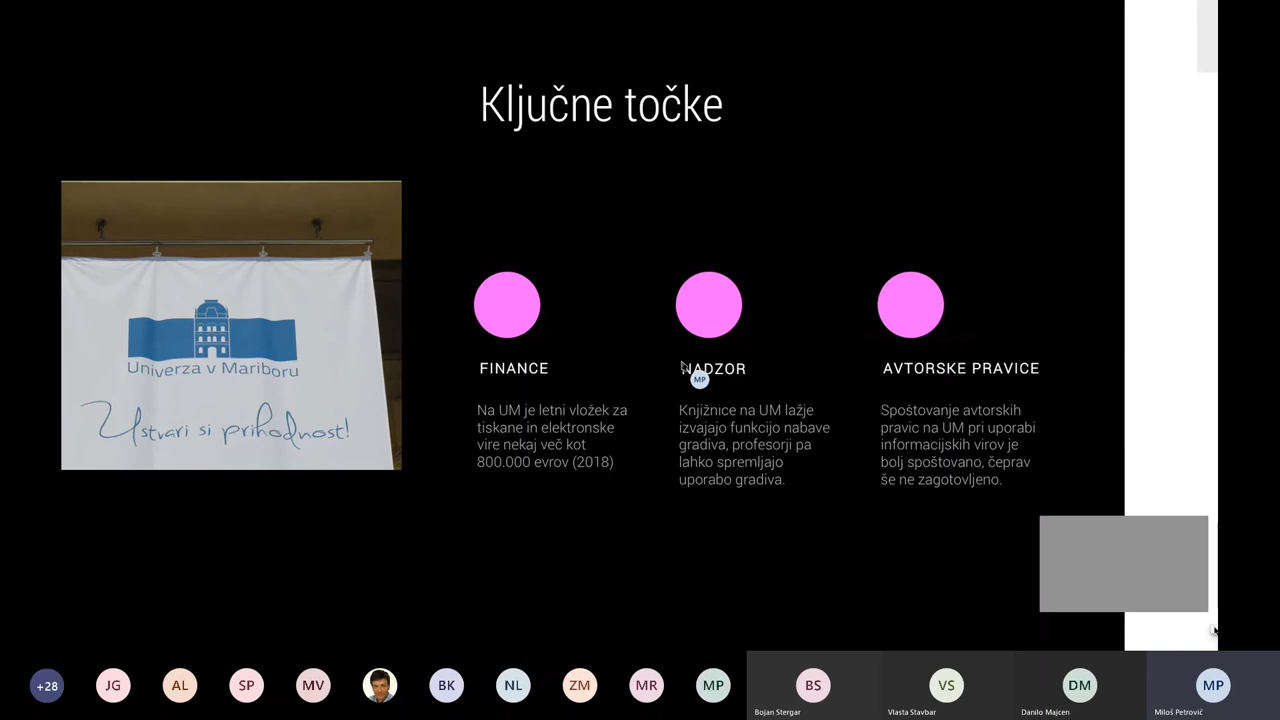 Ključne točke
Univerza v Mariboru
Ustvari si prihodnost!
FINANCE
Na UM je letni vložek za
tiskane in elektronske
vire nekaj več kot
800.000 evrov (2018)
NADZOR
MP
Knjižnice na UM lažje
izvajajo funkcijo nabave
gradiva, profesorji pa
lahko spremljajo
uporabo gradiva.
AVTORSKE PRAVICE
Spoštovanje avtorskih
pravic na UM pri uporabi
informacijskih virov je
bolj spoštovano, čeprav
še ne zagotovljeno.
+28
JG
AL
SP
MV
BK
NL
ZM
MR
MP
BS
Bojan Stergar
VS
Vlasta Stavbar
DM
Danilo Majcen
MP
Miloš Petrovič